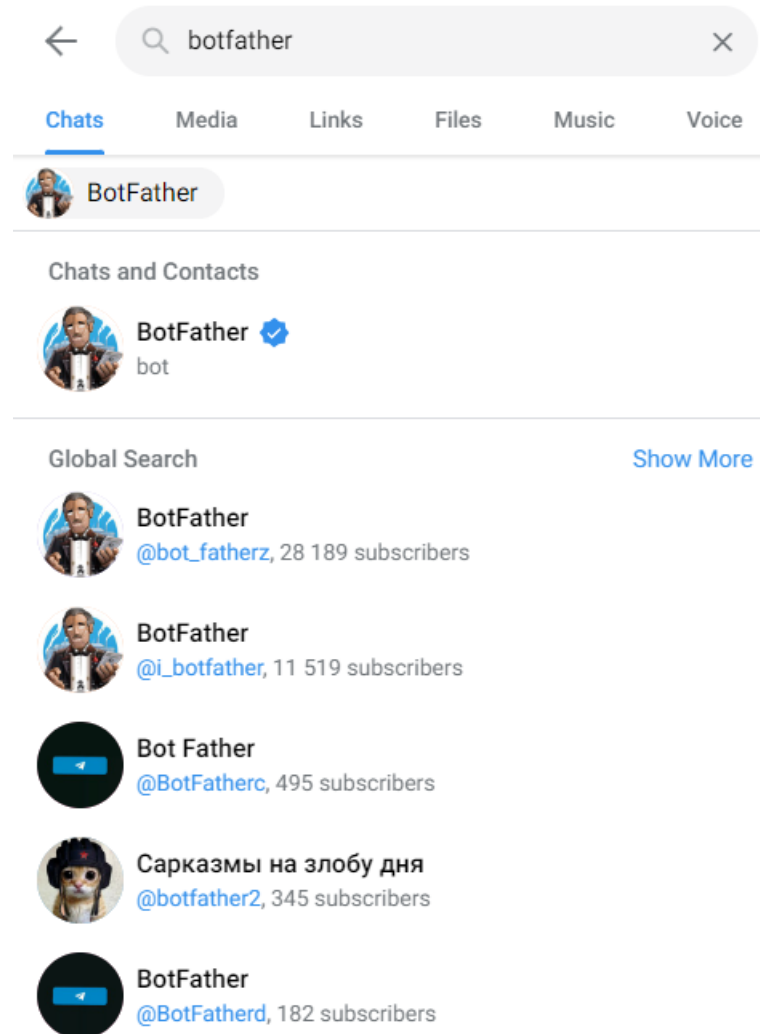 botfather
Chats Media Links Files Music Voice
BotFather
Chats and Contacts
BotFather
bot
Global Search Show More
BotFather
@bot_fatherz, 28 189 subscribers
BotFather
@i_botfather, 11 519 subscribers
Bot Father
@BotFatherc, 495 subscribers
Сарказмы на злобу дня
@botfather2, 345 subscribers
BotFather
@BotFatherd, 182 subscribers